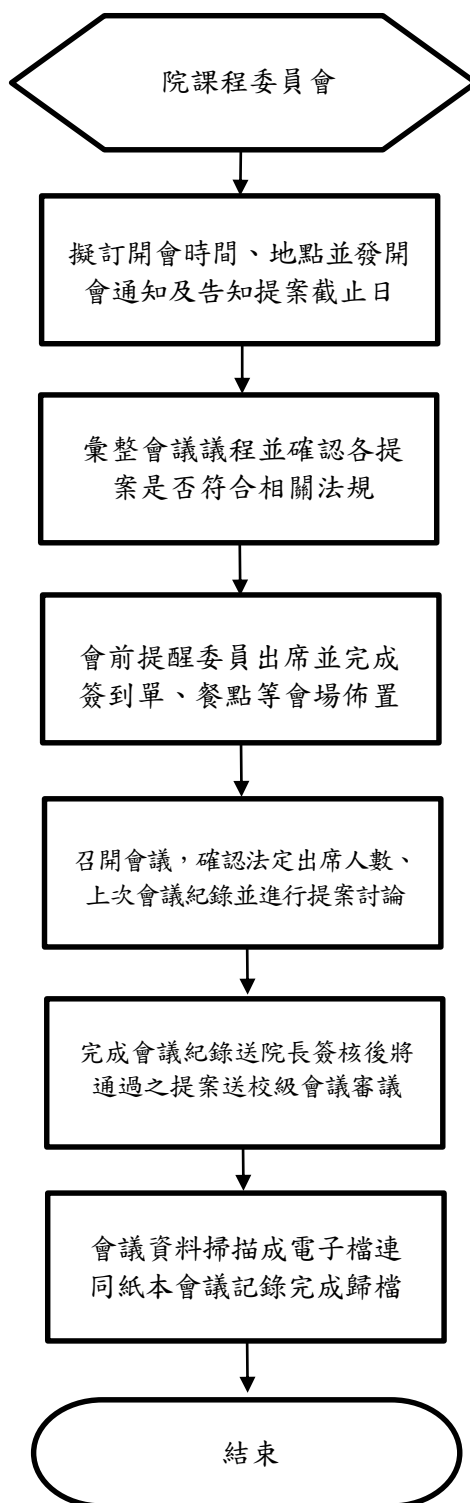 院課程委員會
擬訂開會時間、地點並發開
會通知及告知提案截止日
彙整會議議程並確認各提
案是否符合相關法規
會前提醒委員出席並完成
簽到單、餐點等會場佈置
召開會議，確認法定出席人數、
上次會議紀錄並進行提案討論
完成會議紀錄送院長簽核後將
通過之提案送校級會議審議
會議資料掃描成電子檔連
同紙本會議記錄完成歸檔
結束